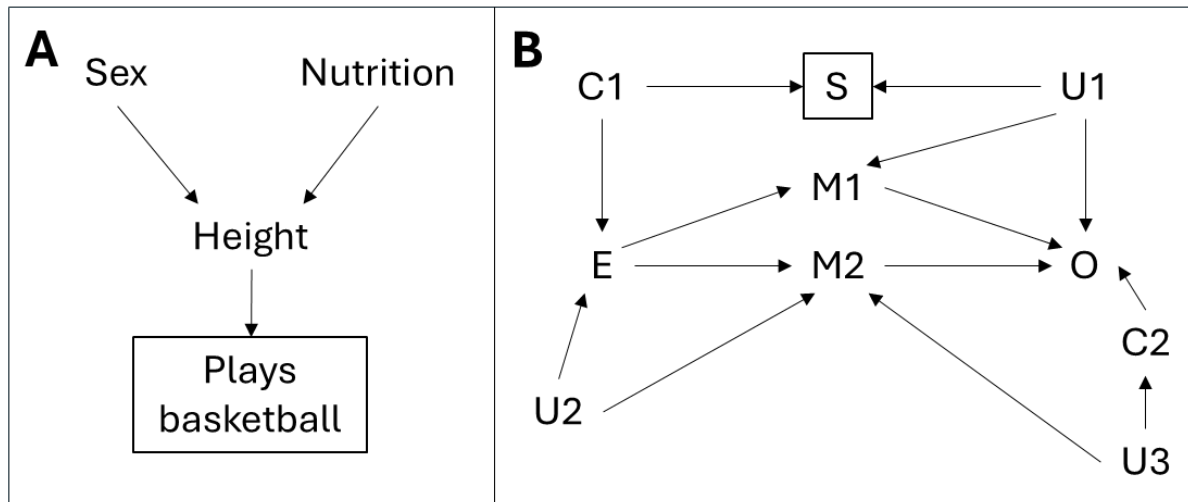 A
Sex
Nutrition
Height
Plays
basketball
B
C1
S
U1
M1
E
M2
O
C2
U2
U3